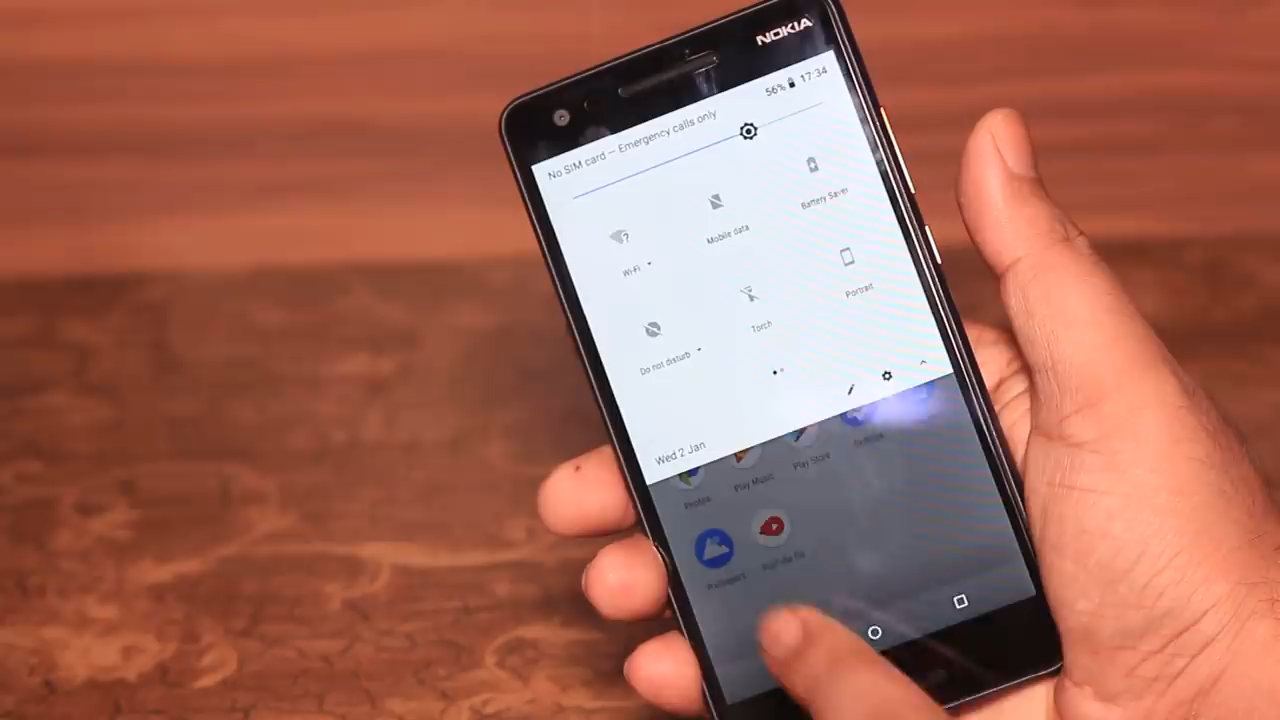 NOKIA
56% 17:34
No SIM card – Emergency calls only
Wi-Fi
Mobile data
Battery Saver
Do not disturb
Torch
Portrait
Wed 2 Jan
Photos
Play Music
Play Store